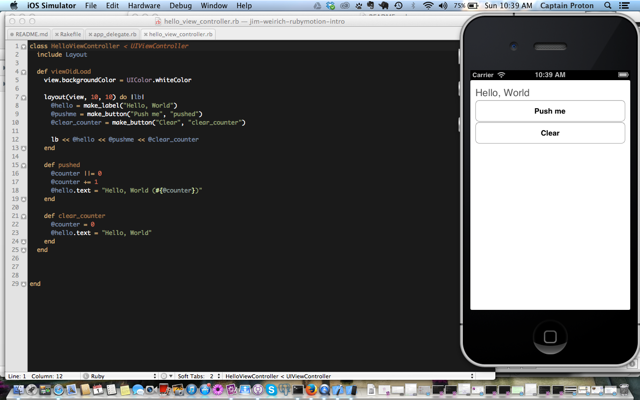 iOS Simulator File Edit Hardware Debug Window Help 75% Sun 10:39 AM Captain Proton
hello_view_controller.rb — jim-weirich-rubymotion-intro
README.md Rakefile app_delegate.rb hello_view_controller.rb
1 class HelloViewController < UIViewController
2 include Layout
3
4 def viewDidLoad
5 view.backgroundColor = UIColor.whiteColor
6
7 layout(view, 10, 10) do |lb|
8 @hello = make_label("Hello, World")
9 @pushme = make_button("Push me", "pushed")
10 @clear_counter = make_button("Clear", "clear_counter")
11
12 lb << @hello << @pushme << @clear_counter
13 end
14
15 def pushed
16 @counter ||= 0
17 @counter += 1
18 @hello.text = "Hello, World (#{@counter})"
19 end
20
21 def clear_counter
22 @counter = 0
23 @hello.text = "Hello, World"
24 end
25 end
26
27
28
29 end
Line: 1 Column: 12 Ruby Soft Tabs: 2 HelloViewController < UIViewController
Carrier 10:39 AM
Hello, World
Push me
Clear